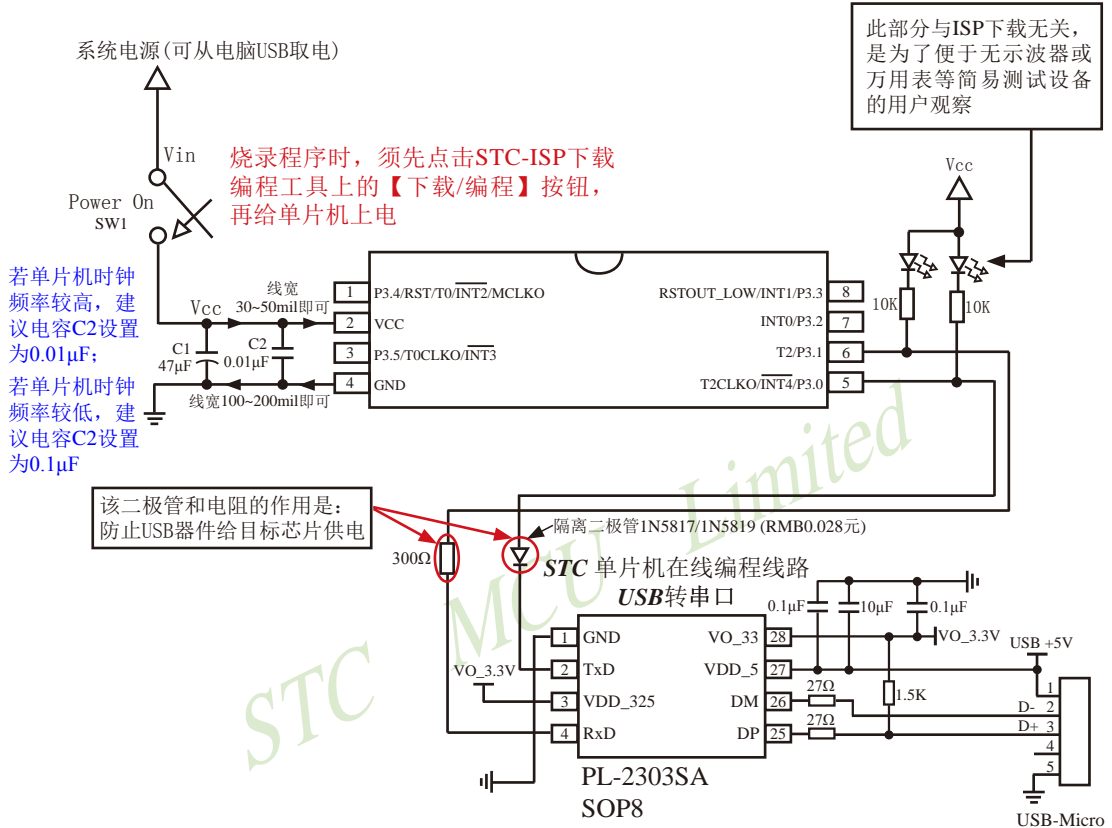 系统电源(可从电脑USB取电)
此部分与ISP下载无关，
是为了便于无示波器或
万用表等简易测试设备
的用户观察
Vin
Power On
SW1
烧录程序时，须先点击STC-ISP下载
编程工具上的【下载/编程】按钮，
再给单片机上电
Vcc
若单片机时钟
频率较高，建
议电容C2设置
为0.01μF；
若单片机时钟
频率较低，建
议电容C2设置
为0.1μF
Vcc
线宽
30~50mil即可
C1
47μF
C2
0.01μF
线宽100~200mil即可
1 P3.4/RST/T0/INT2/MCLKO
2 VCC
3 P3.5/T0CLKO/INT3
4 GND
RSTOUT_LOW/INT1/P3.3 8
INT0/P3.2 7
T2/P3.1 6
T2CLKO/INT4/P3.0 5
10K
10K
该二极管和电阻的作用是：
防止USB器件给目标芯片供电
300Ω
隔离二极管1N5817/1N5819 (RMB0.028元)
STC 单片机在线编程线路
USB转串口
STC MCU Limited
0.1μF
10μF
0.1μF
VO_3.3V
USB +5V
VO_3.3V
1 GND
2 TxD
3 VDD_325
4 RxD
VO_33 28
VDD_5 27
DM 26
DP 25
27Ω
27Ω
1.5K
1
D- 2
D+ 3
4
5
PL-2303SA
SOP8
USB-Micro